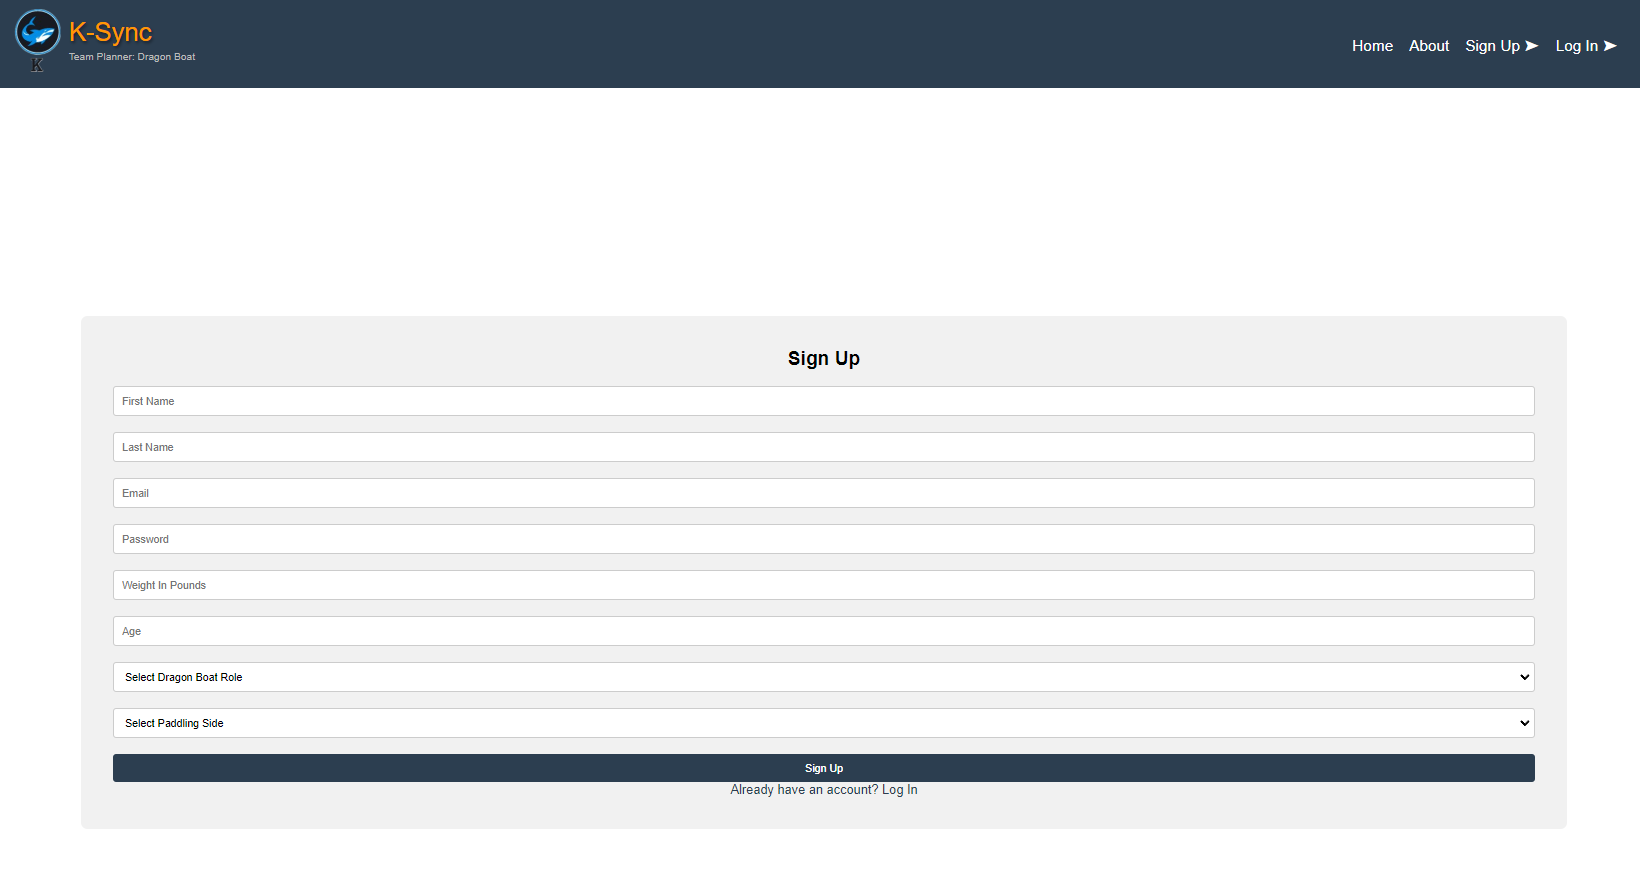 K-Sync
Team Planner: Dragon Boat
K
Home About Sign Up ➤ Log In ➤
Sign Up
First Name
Last Name
Email
Password
Weight In Pounds
Age
Select Dragon Boat Role
Select Paddling Side
Sign Up
Already have an account? Log In